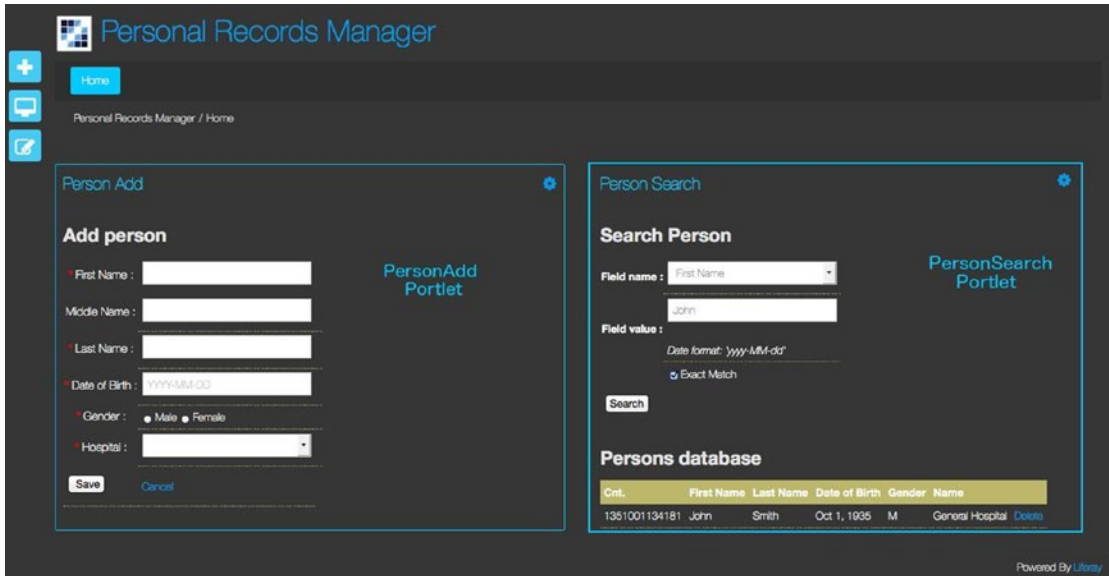 Personal Records Manager
Home
Personal Records Manager / Home
Person Add
Add person
* First Name :
Middle Name :
* Last Name :
* Date of Birth : YYYY-MM-DD
* Gender : Male Female
* Hospital :
Save Cancel
PersonAdd
Portlet
Person Search
Search Person
Field name : First Name
John
Field value :
Date format: 'yyyy-MM-dd'
Exact Match
Search
PersonSearch
Portlet
Persons database
Cnt. First Name Last Name Date of Birth Gender Name
1351001134181 John Smith Oct 1, 1935 M General Hospital Delete
Powered By Liferay